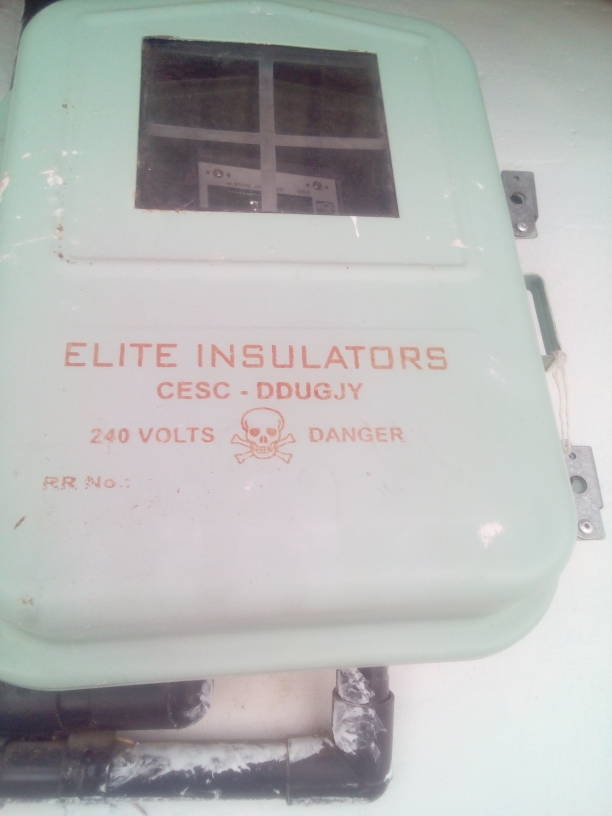 ELITE INSULATORS
CESC - DDUGJY
240 VOLTS DANGER
RR No.: